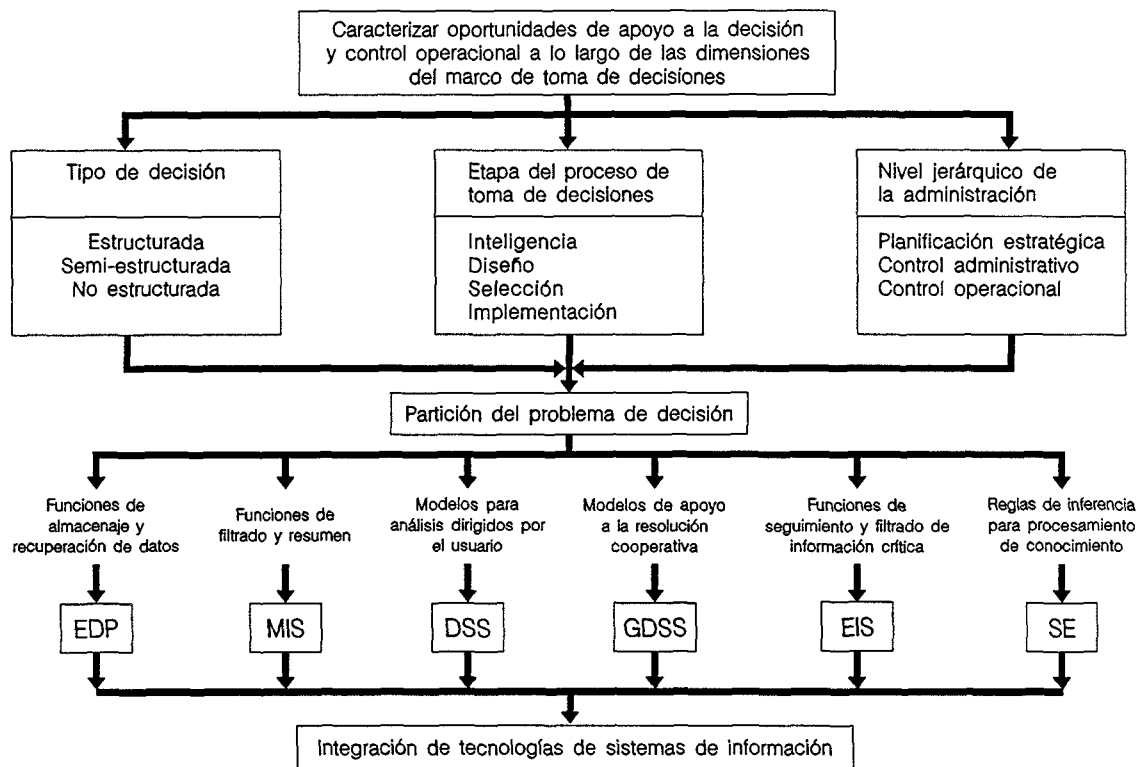 Caracterizar oportunidades de apoyo a la decisión
y control operacional a lo largo de las dimensiones
del marco de toma de decisiones
Tipo de decisión
Estructurada
Semi-estructurada
No estructurada
Etapa del proceso de
toma de decisiones
Inteligencia
Diseño
Selección
Implementación
Nivel jerárquico de
la administración
Planificación estratégica
Control administrativo
Control operacional
Partición del problema de decisión
Funciones de
almacenaje y
recuperación de datos
Funciones de
filtrado y resumen
Modelos para
análisis dirigidos por
el usuario
Modelos de apoyo
a la resolución
cooperativa
Funciones de
seguimiento y filtrado de
información crítica
Reglas de inferencia
para procesamiento
de conocimiento
EDP
MIS
DSS
GDSS
EIS
SE
Integración de tecnologías de sistemas de información